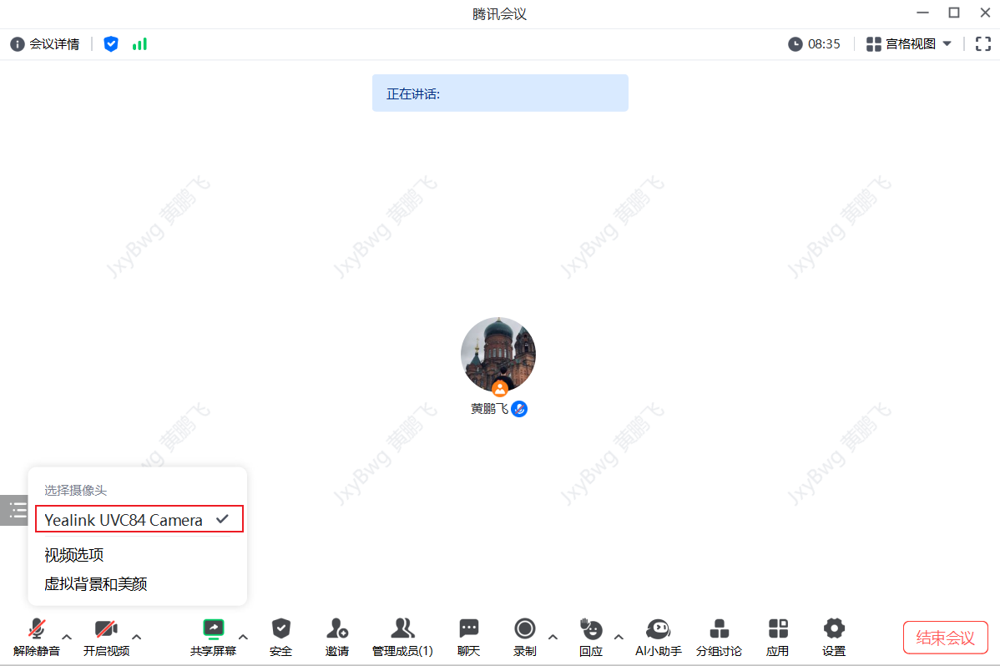 腾讯会议
会议详情
08:35
宫格视图
正在讲话:
JxyBwg 黄鹏飞
JxyBwg 黄鹏飞
JxyBwg 黄鹏飞
JxyBwg 黄鹏飞
黄鹏飞
wg 黄鹏飞
JxyBwg 黄鹏飞
JxyBwg 黄鹏飞
JxyBwg 黄鹏飞
选择摄像头
Yealink UVC84 Camera
视频选项
虚拟背景和美颜
解除静音
开启视频
共享屏幕
安全
邀请
管理成员(1)
聊天
录制
回应
AI小助手
分组讨论
应用
设置
结束会议